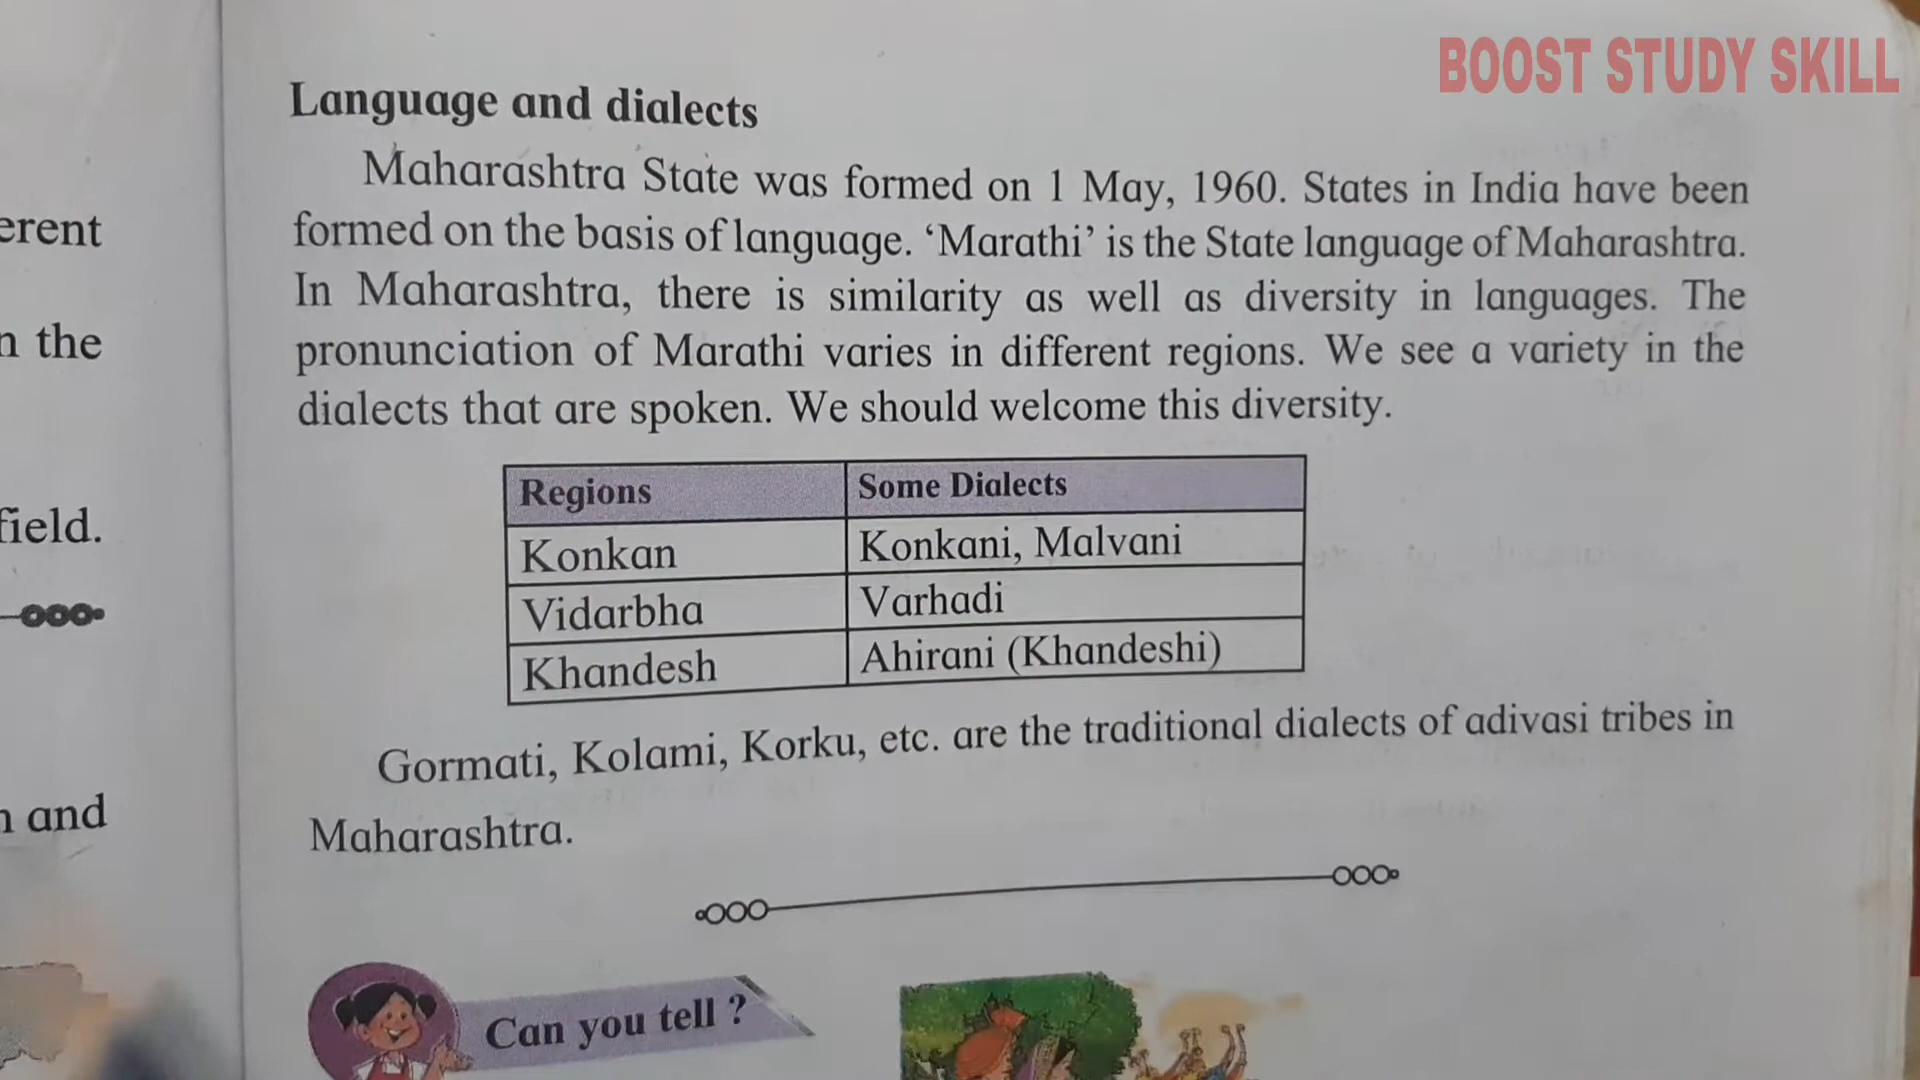 BOOST STUDY SKILL
erent
n the
field.
and
Language and dialects
Maharashtra State was formed on 1 May, 1960. States in India have been
formed on the basis of language. ‘Marathi’ is the State language of Maharashtra.
In Maharashtra, there is similarity as well as diversity in languages. The
pronunciation of Marathi varies in different regions. We see a variety in the
dialects that are spoken. We should welcome this diversity.
Regions Some Dialects
Konkan Konkani, Malvani
Vidarbha Varhadi
Khandesh Ahirani (Khandeshi)
Gormati, Kolami, Korku, etc. are the traditional dialects of adivasi tribes in
Maharashtra.
Can you tell ?